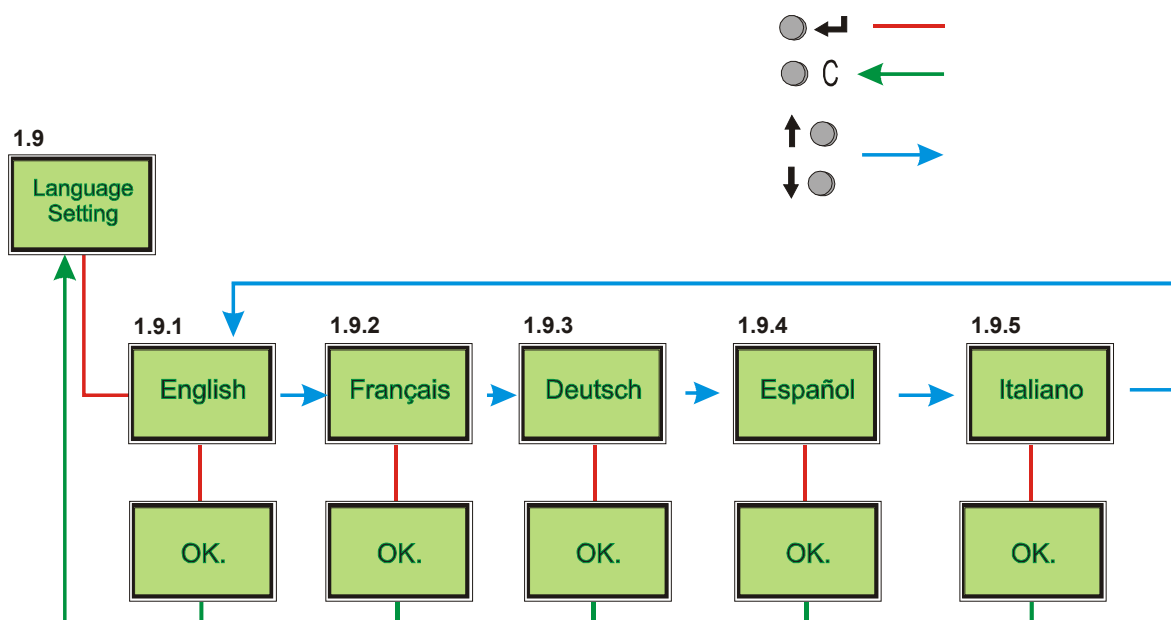 C
1.9
Language
Setting
1.9.1
1.9.2
1.9.3
1.9.4
1.9.5
English
Français
Deutsch
Español
Italiano
OK.
OK.
OK.
OK.
OK.